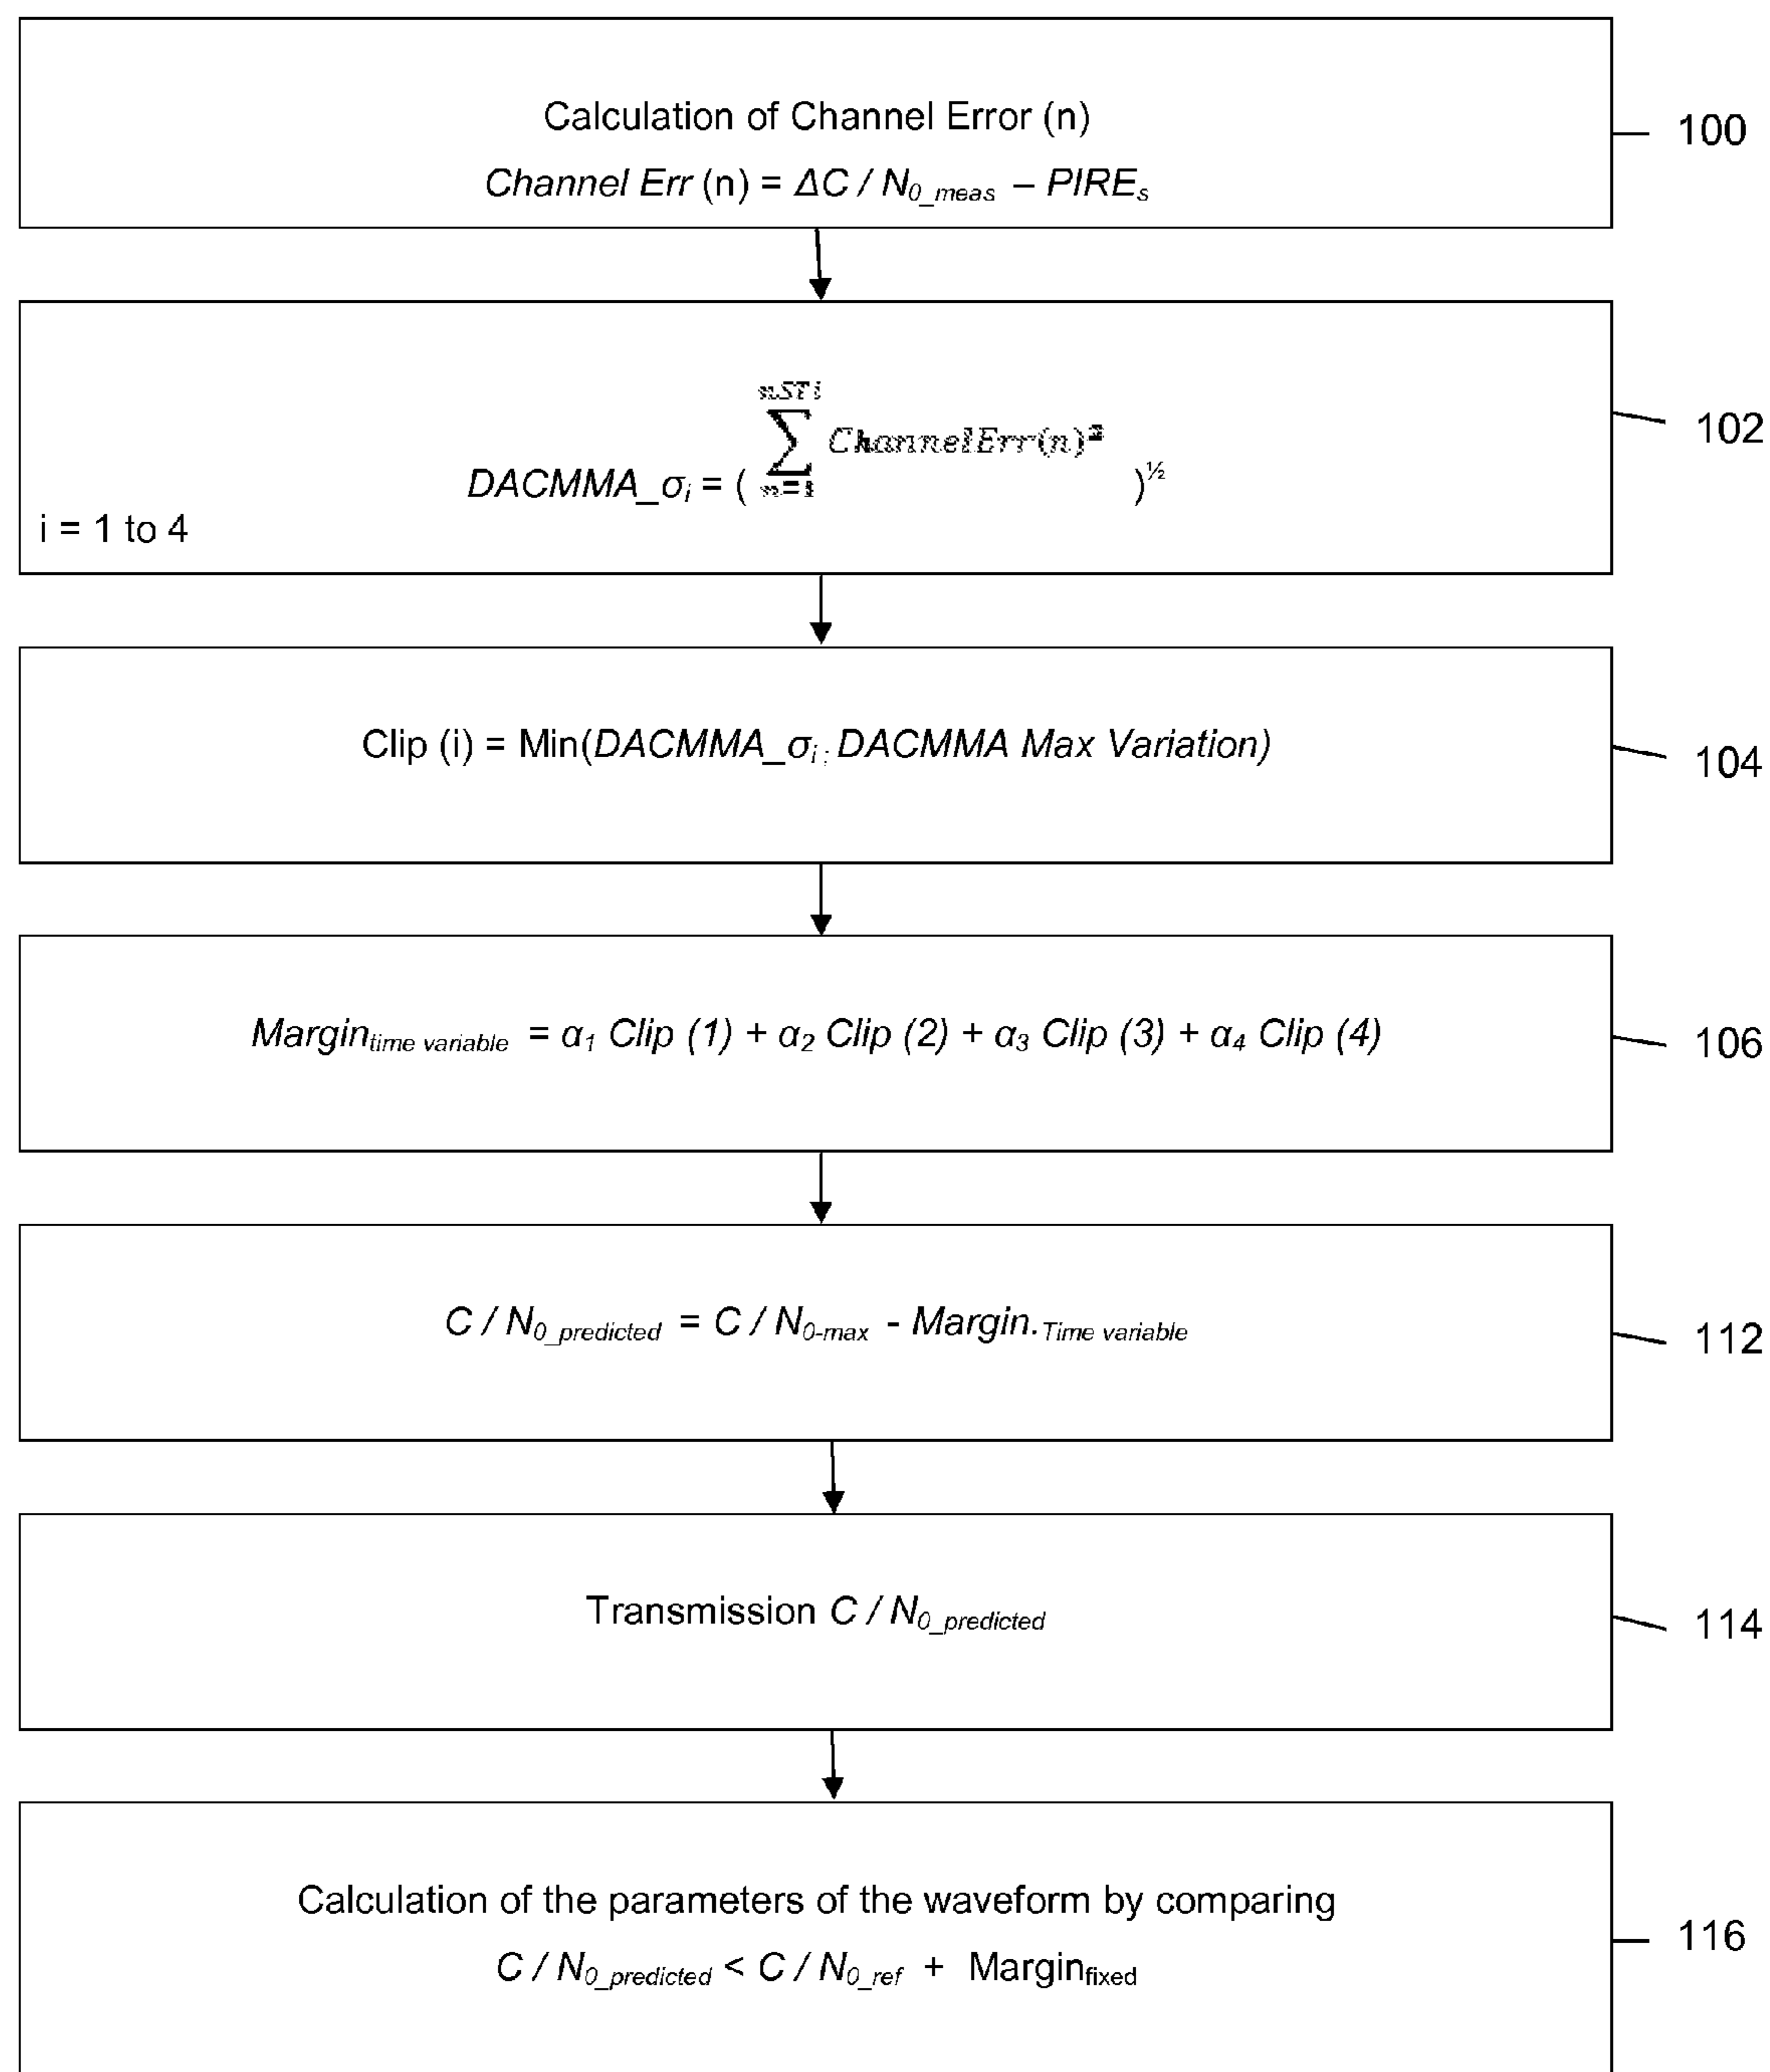 Calculation of Channel Error (n)
Channel Err (n) = ΔC / N0_meas – PIREs
100
DACMMA_σi = ( nSTi ∑ n=1 ChannelErr(n)² )½
i = 1 to 4
102
Clip (i) = Min(DACMMA_σi ; DACMMA Max Variation)
104
Margintime variable = α1 Clip (1) + α2 Clip (2) + α3 Clip (3) + α4 Clip (4)
106
C / N0_predicted = C / N0-max - Margin.Time variable
112
Transmission C / N0_predicted
114
Calculation of the parameters of the waveform by comparing
C / N0_predicted < C / N0_ref + Marginfixed
116